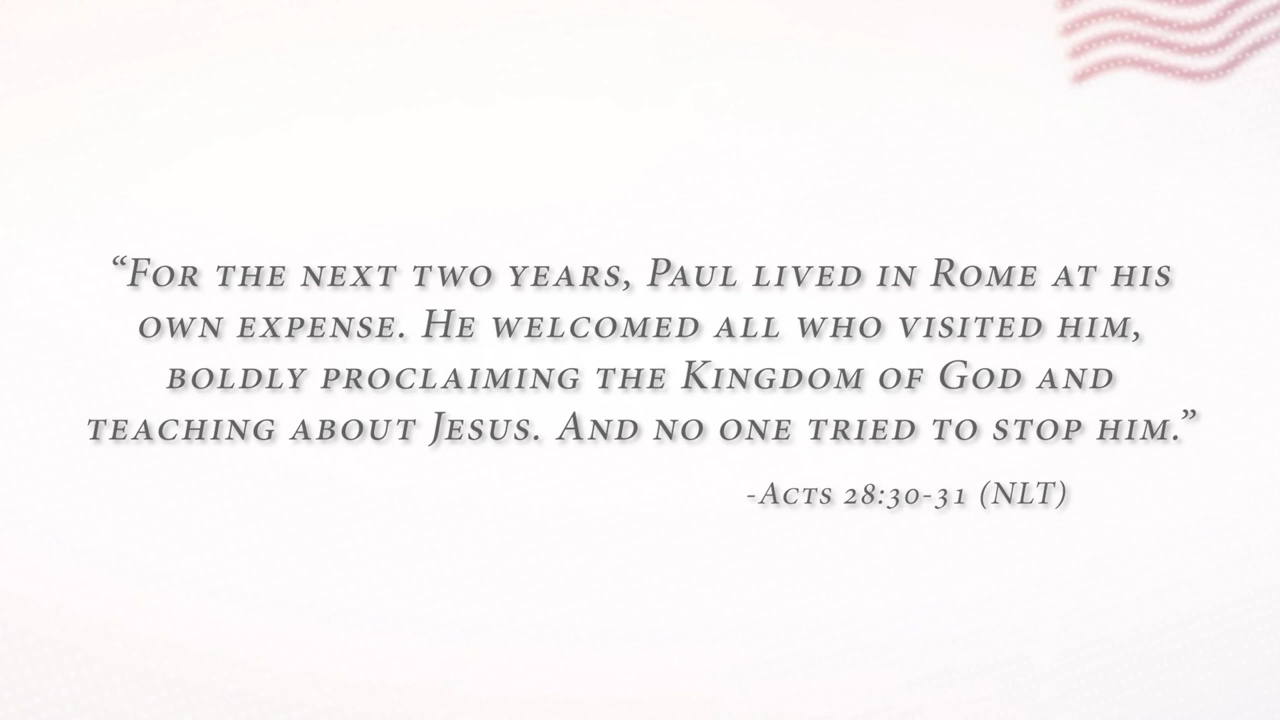 “For the next two years, Paul lived in Rome at his
own expense. He welcomed all who visited him,
boldly proclaiming the Kingdom of God and
teaching about Jesus. And no one tried to stop him.”
-Acts 28:30-31 (NLT)